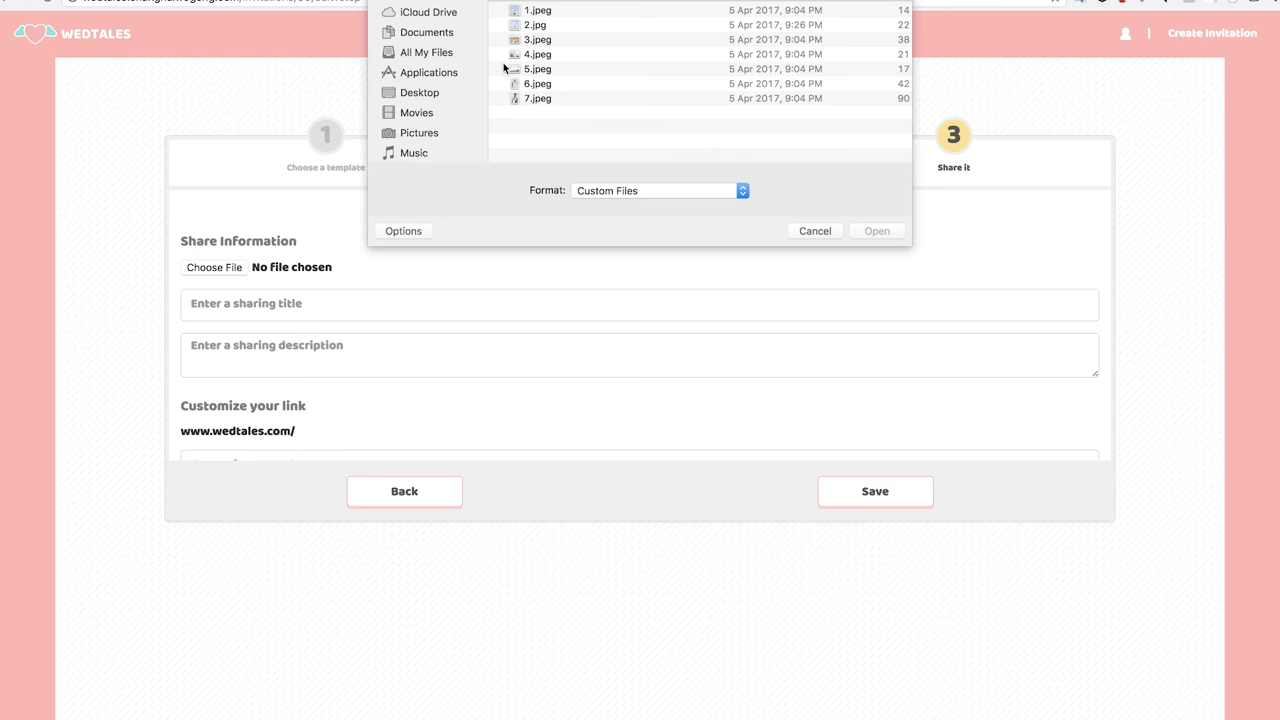 iCloud Drive
Documents
All My Files
Applications
Desktop
Movies
Pictures
Music
1.jpeg 5 Apr 2017, 9:04 PM 14
2.jpg 5 Apr 2017, 9:26 PM 22
3.jpeg 5 Apr 2017, 9:04 PM 38
4.jpeg 5 Apr 2017, 9:04 PM 21
5.jpeg 5 Apr 2017, 9:04 PM 17
6.jpeg 5 Apr 2017, 9:04 PM 42
7.jpeg 5 Apr 2017, 9:04 PM 90
Format: Custom Files
Options Cancel Open
WEDTALES
| Create Invitation
1
Choose a template
3
Share it
Share Information
Choose File No file chosen
Enter a sharing title
Enter a sharing description
Customize your link
www.wedtales.com/
Back Save